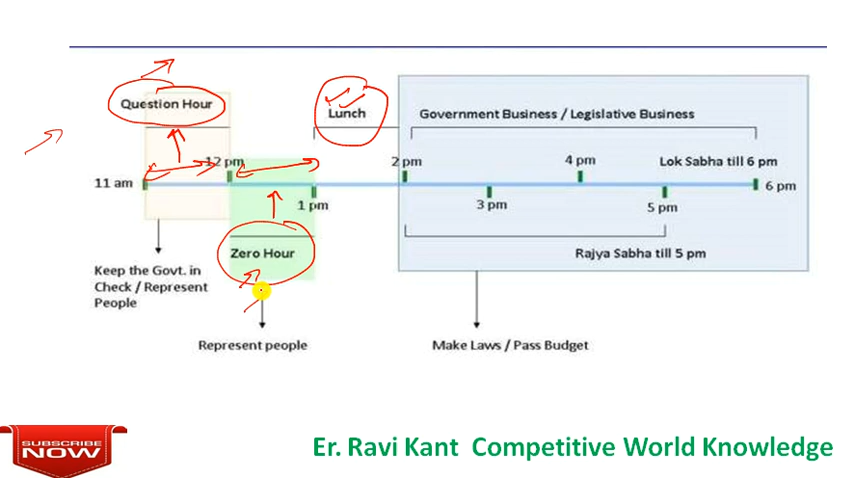 Question Hour
Lunch
Government Business / Legislative Business
11 am
12 pm
1 pm
2 pm
3 pm
4 pm
5 pm
Lok Sabha till 6 pm
6 pm
Zero Hour
Rajya Sabha till 5 pm
Keep the Govt. in
Check / Represent
People
Represent people
Make Laws / Pass Budget
SUBSCRIBE
NOW
Er. Ravi Kant Competitive World Knowledge